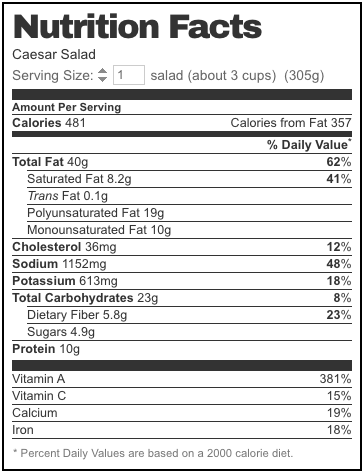 Nutrition Facts
Caesar Salad
Serving Size: 1 salad (about 3 cups) (305g)
Amount Per Serving
Calories 481 Calories from Fat 357
% Daily Value*
Total Fat 40g 62%
Saturated Fat 8.2g 41%
Trans Fat 0.1g
Polyunsaturated Fat 19g
Monounsaturated Fat 10g
Cholesterol 36mg 12%
Sodium 1152mg 48%
Potassium 613mg 18%
Total Carbohydrates 23g 8%
Dietary Fiber 5.8g 23%
Sugars 4.9g
Protein 10g
Vitamin A 381%
Vitamin C 15%
Calcium 19%
Iron 18%
* Percent Daily Values are based on a 2000 calorie diet.